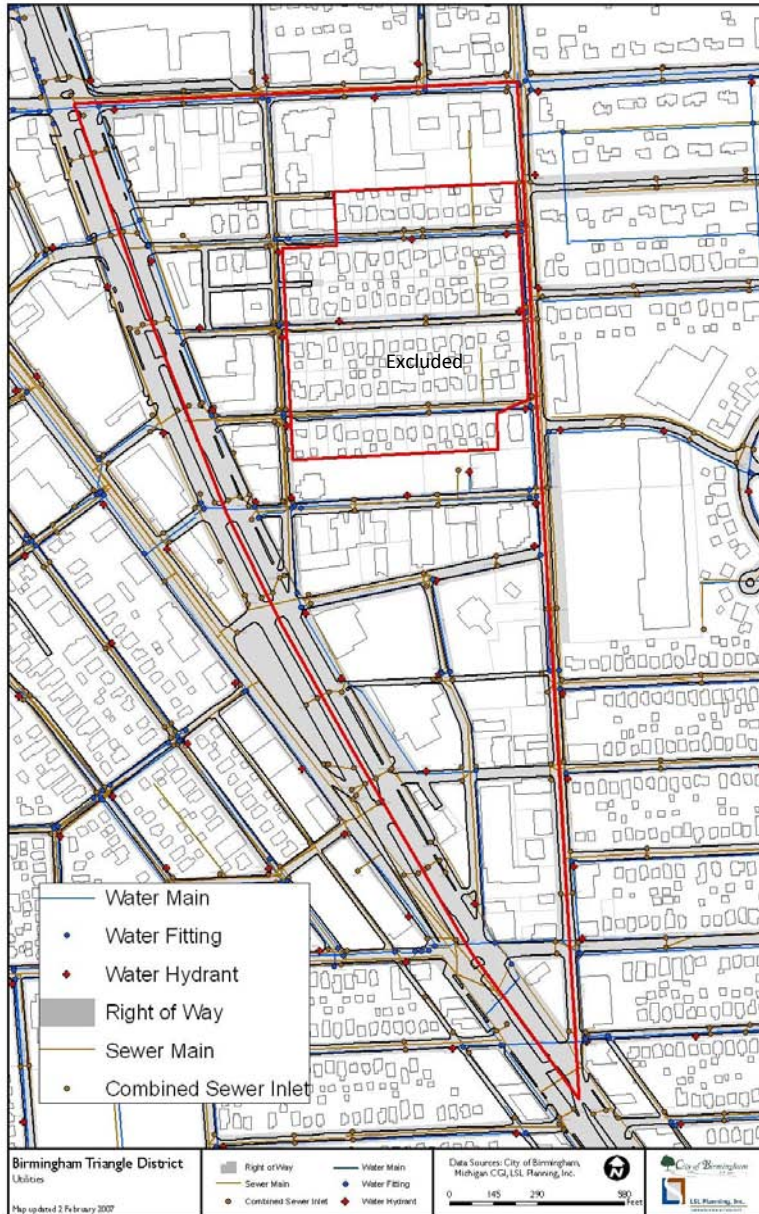 Excluded
Water Main
Water Fitting
Water Hydrant
Right of Way
Sewer Main
Combined Sewer Inlet
Birmingham Triangle District
Utilities
Map updated 2 February 2007
Right of Way
Sewer Main
Combined Sewer Inlet
Water Main
Water Fitting
Water Hydrant
Data Sources: City of Birmingham,
Michigan CGI, LSL Planning, Inc.
0 145 290 580
Feet
City of Birmingham
LSL Planning, Inc.